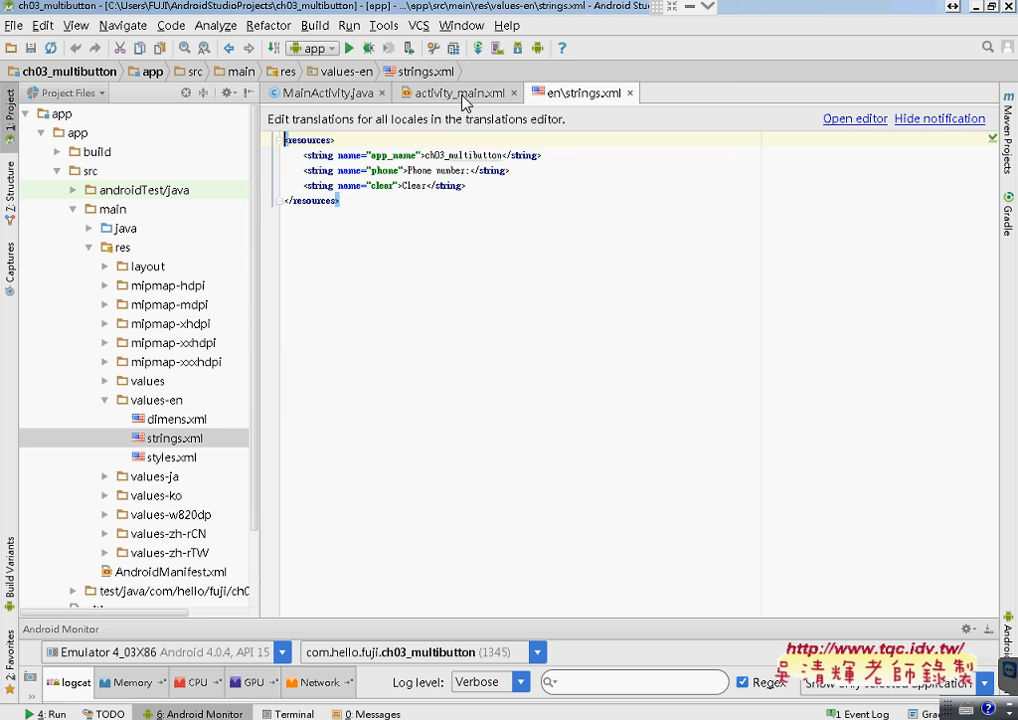 ch03_multibutton - [C:\Users\FUJI\AndroidStudioProjects\ch03_multibutton] - [app] - ...\app\src\main\res\values-en\strings.xml - Android Stu
File Edit View Navigate Code Analyze Refactor Build Run Tools VCS Window Help
app
ch03_multibutton app src main res values-en strings.xml
1: Project
Project Files
MainActivity.java
activity_main.xml
en\strings.xml
Edit translations for all locales in the translations editor.
Open editor Hide notification
<resources>
<string name="app_name">ch03_multibutton</string>
<string name="phone">Phone number:</string>
<string name="clear">Clear</string>
</resources>
app
app
build
src
androidTest/java
main
java
res
layout
mipmap-hdpi
mipmap-mdpi
mipmap-xhdpi
mipmap-xxhdpi
mipmap-xxxhdpi
values
values-en
dimens.xml
strings.xml
styles.xml
values-ja
values-ko
values-w820dp
values-zh-rCN
values-zh-rTW
AndroidManifest.xml
test/java/com/hello/fuji/ch0
Z: Structure
Captures
Build Variants
2: Favorites
Maven Projects
Gradle
Android Monitor
Emulator 4_03X86 Android 4.0.4, API 15
com.hello.fuji.ch03_multibutton (1345)
logcat
Memory
CPU
GPU
Network
Log level: Verbose
Regex
Show only selected application
http://www.tqc.idv.tw/
吳清輝老師錄製
4: Run
TODO
6: Android Monitor
Terminal
0: Messages
1 Event Log